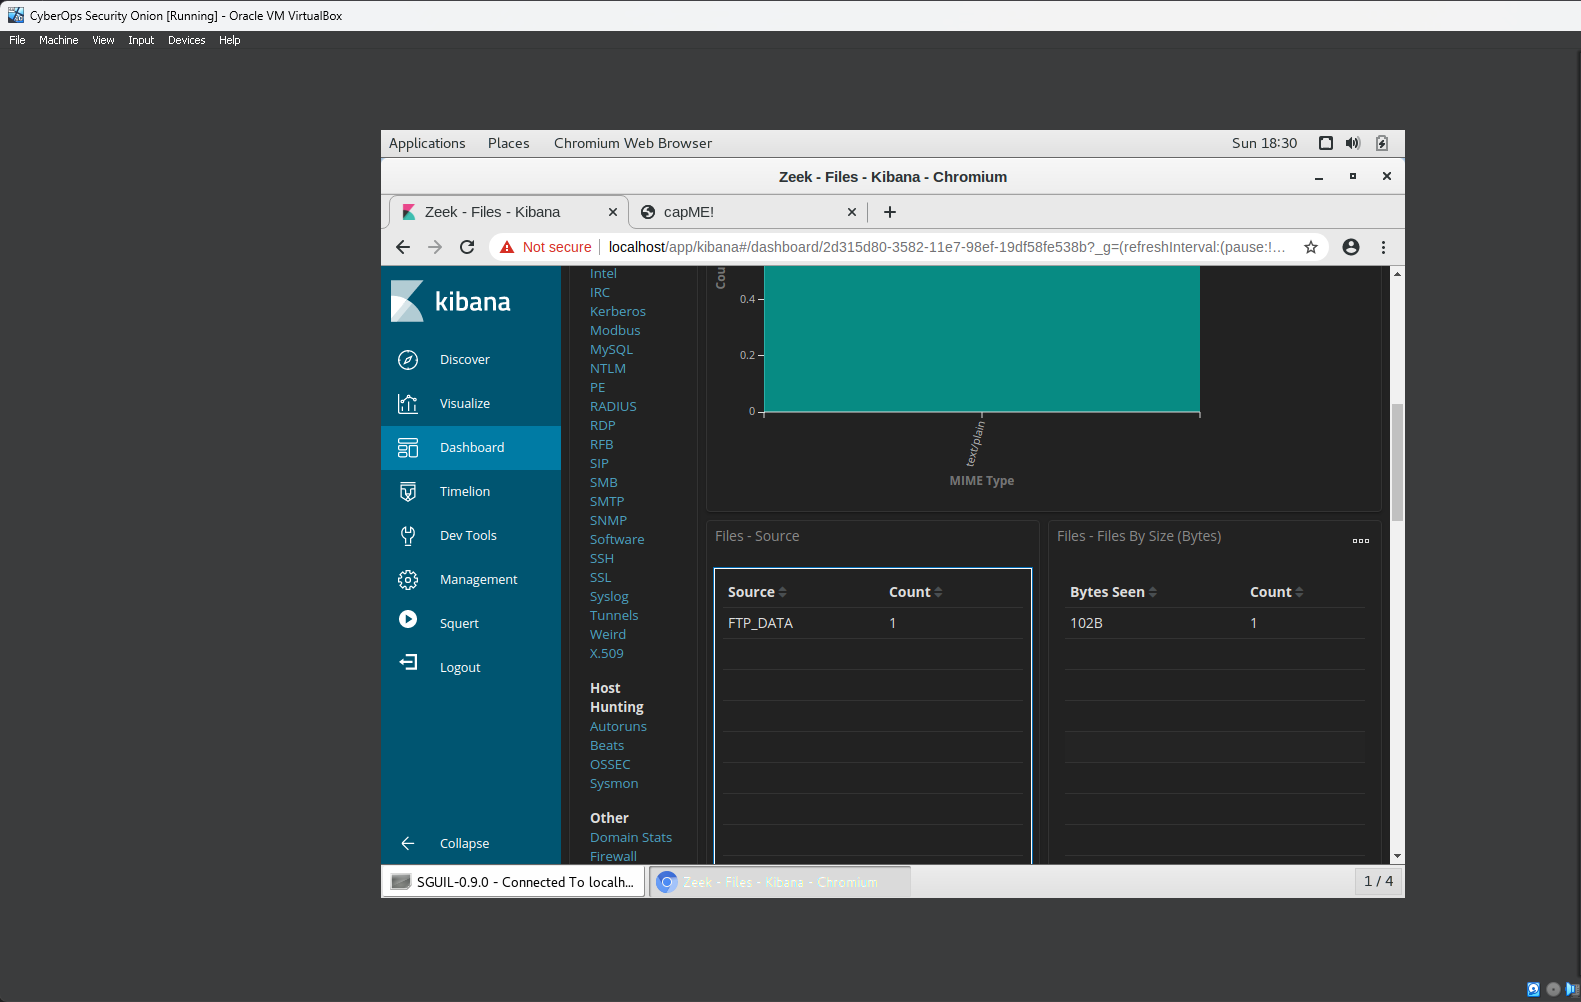 CyberOps Security Onion [Running] - Oracle VM VirtualBox
File Machine View Input Devices Help
Applications Places Chromium Web Browser Sun 18:30
Zeek - Files - Kibana - Chromium
Zeek - Files - Kibana capME!
Not secure localhost/app/kibana#/dashboard/2d315d80-3582-11e7-98ef-19df58fe538b?_g=(refreshInterval:(pause:!…
kibana
Discover
Visualize
Dashboard
Timelion
Dev Tools
Management
Squert
Logout
Collapse
Intel
IRC
Kerberos
Modbus
MySQL
NTLM
PE
RADIUS
RDP
RFB
SIP
SMB
SMTP
SNMP
Software
SSH
SSL
Syslog
Tunnels
Weird
X.509
Host
Hunting
Autoruns
Beats
OSSEC
Sysmon
Other
Domain Stats
Firewall
Cou
0.4
0.2
0
text/plain
MIME Type
Files - Source
Source Count
FTP_DATA 1
Files - Files By Size (Bytes)
Bytes Seen Count
102B 1
SGUIL-0.9.0 - Connected To localh...
Zeek - Files - Kibana - Chromium
1 / 4